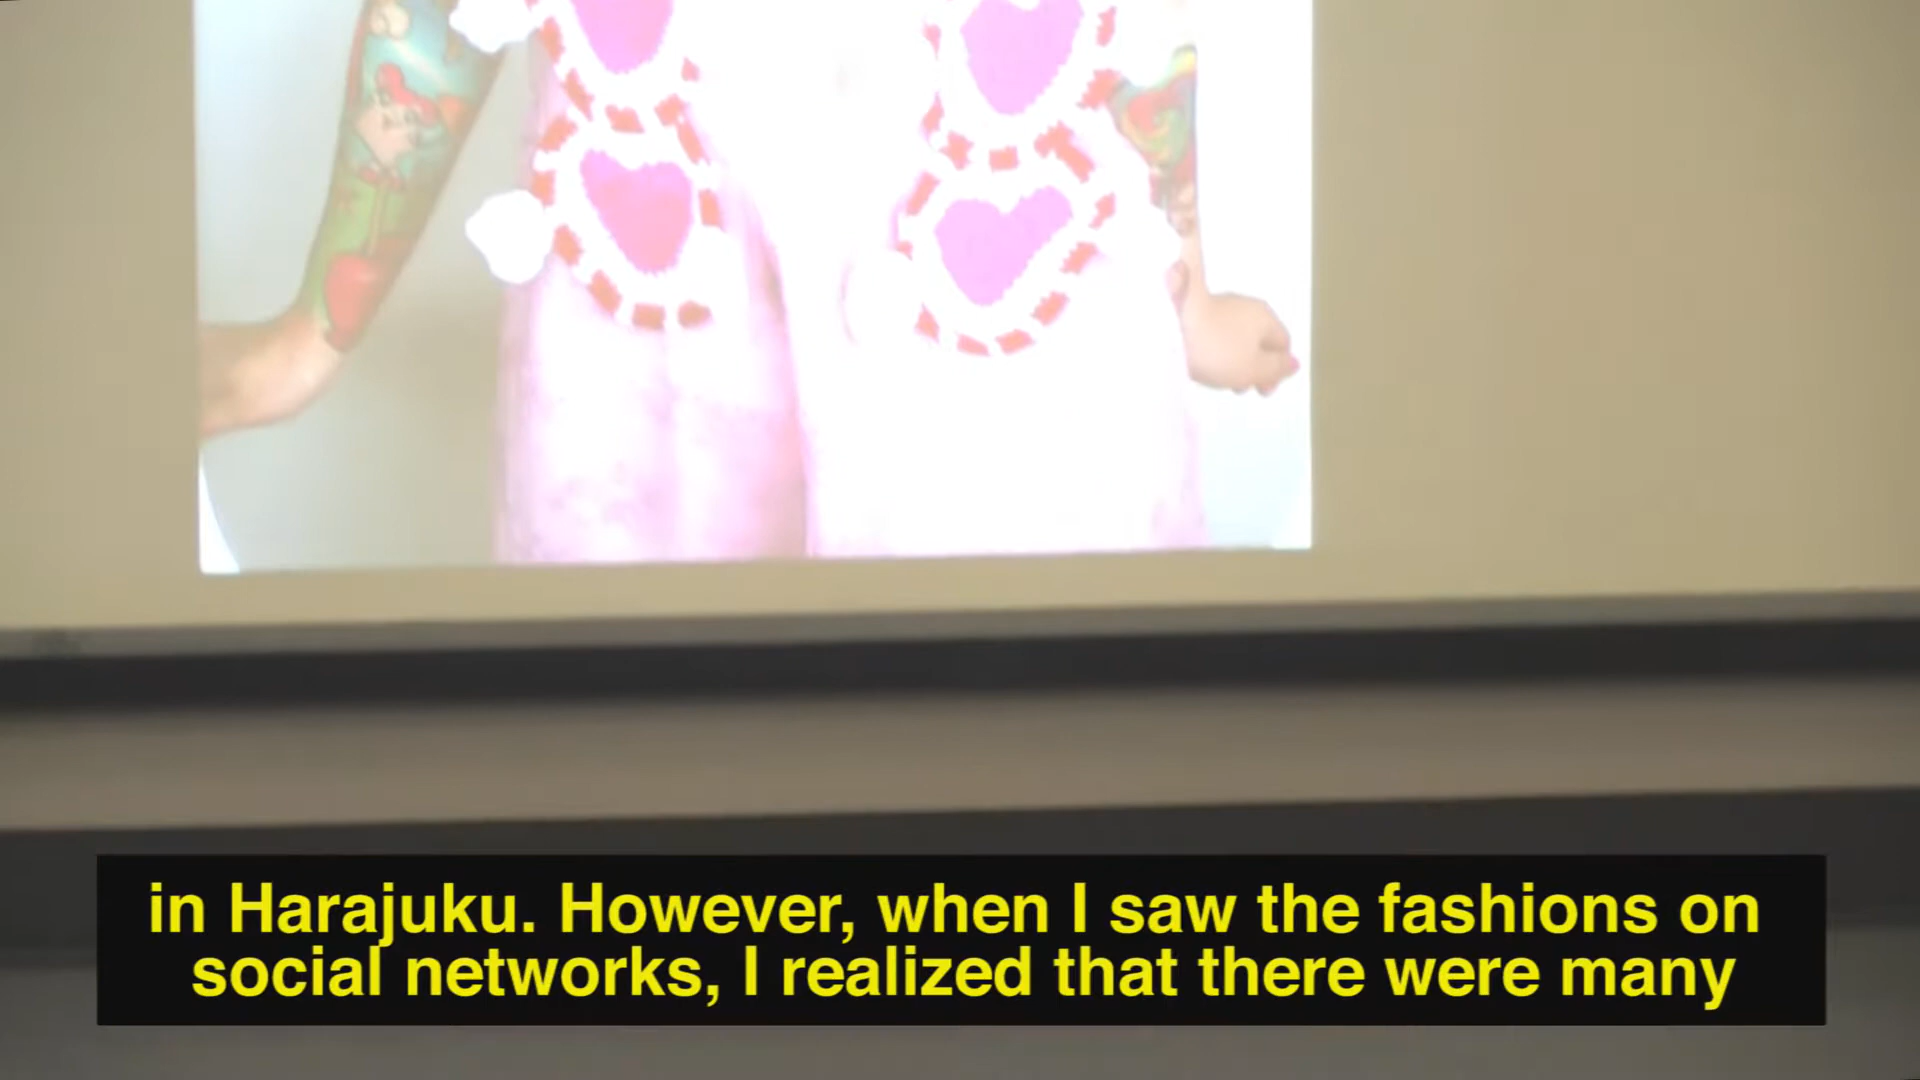 in Harajuku. However, when I saw the fashions on
social networks, I realized that there were many